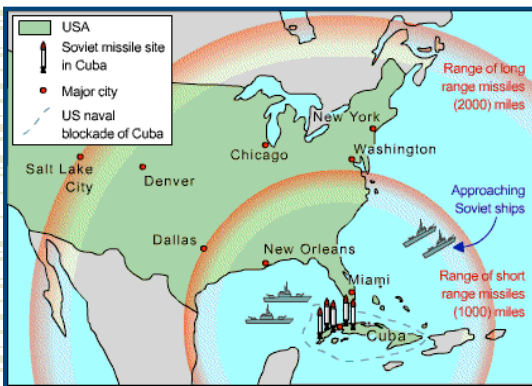 USA
Soviet missile site
in Cuba
Major city
US naval
blockade of Cuba
Range of long
range missiles
(2000) miles
New York
Washington
Chicago
Salt Lake
City
Denver
Approaching
Soviet ships
Dallas
New Orleans
Miami
Range of short
range missiles
(1000) miles
Cuba